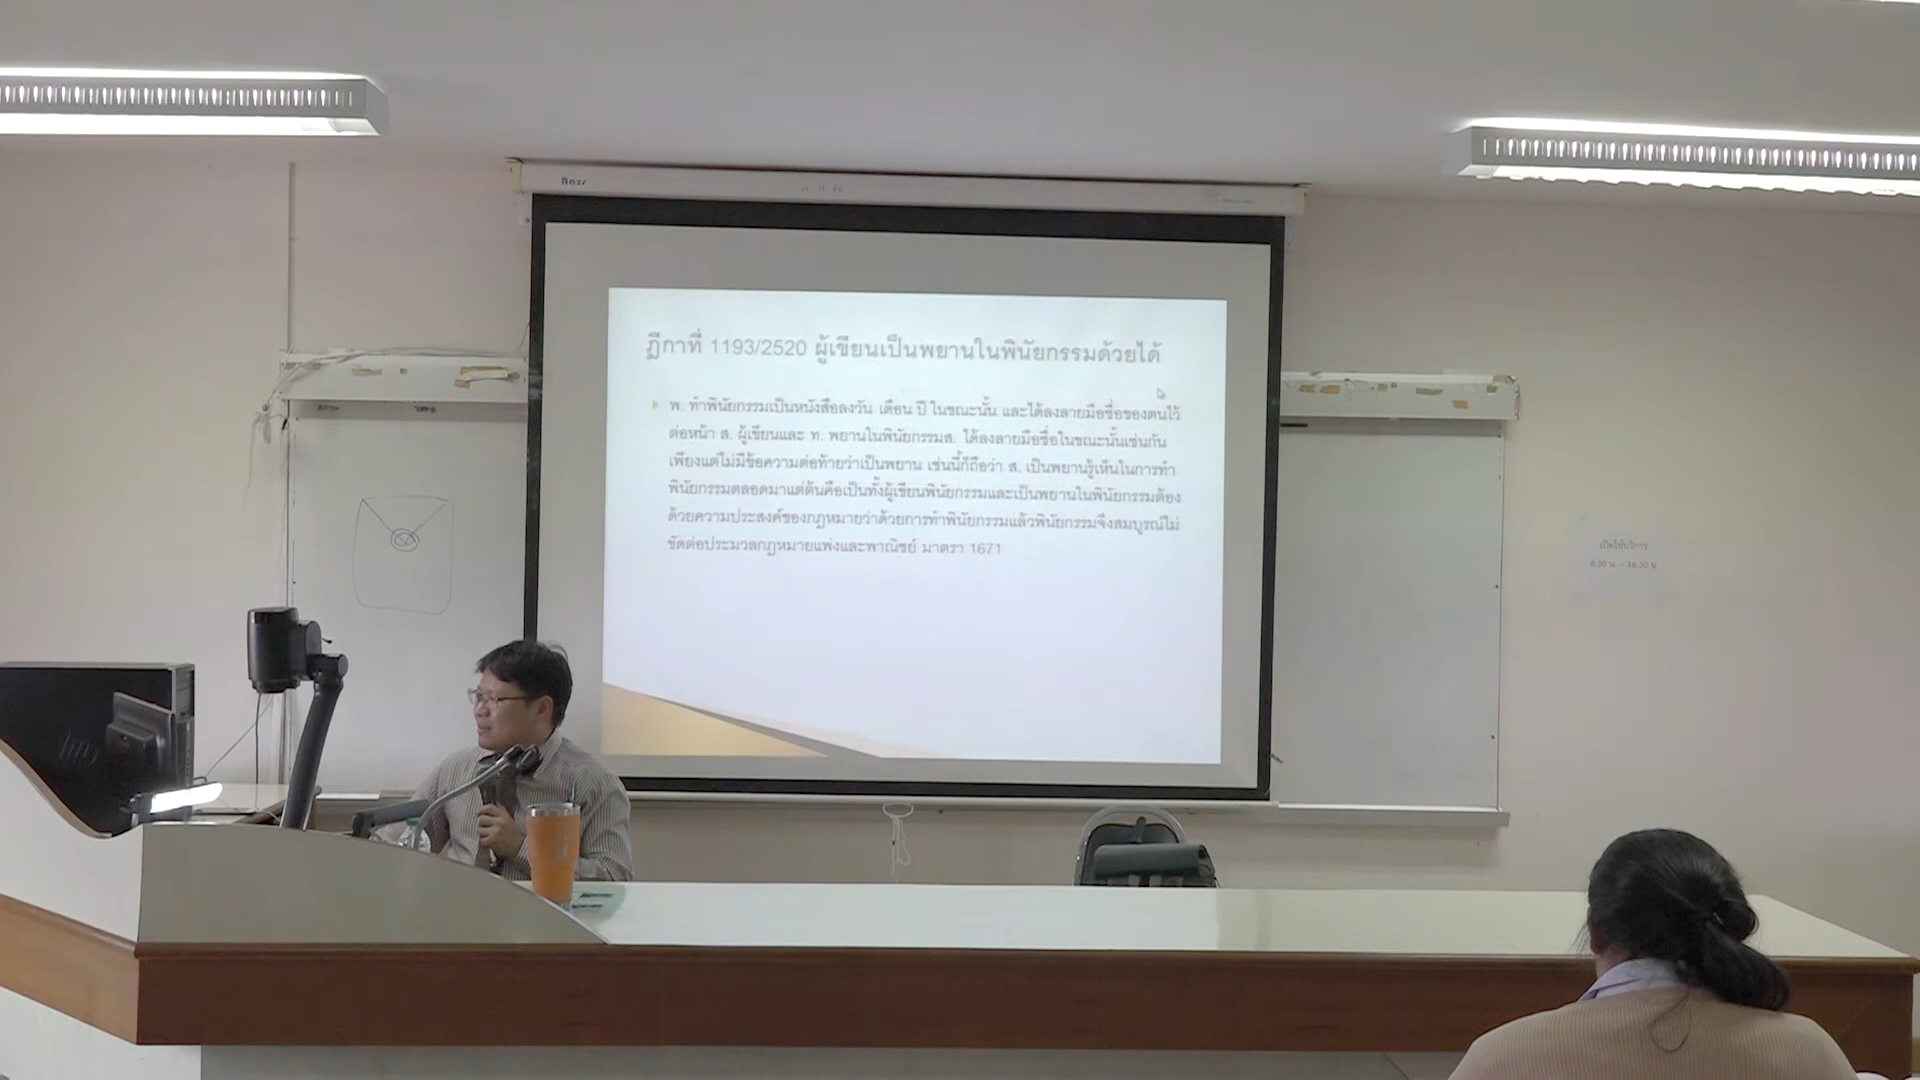 ฎีกาที่ 1193/2520 ผู้เขียนเป็นพยานในพินัยกรรมด้วยได้
พ. ทำพินัยกรรมเป็นหนังสือลงวัน เดือน ปี ในขณะนั้น และได้ลงลายมือชื่อของตนไว้
ต่อหน้า ส. ผู้เขียนและ ท. พยานในพินัยกรรมส. ได้ลงลายมือชื่อในขณะนั้นเช่นกัน
เพียงแต่ไม่มีข้อความต่อท้ายว่าเป็นพยาน เช่นนี้ก็ถือว่า ส. เป็นพยานรู้เห็นในการทำ
พินัยกรรมตลอดมาแต่ต้นคือเป็นทั้งผู้เขียนพินัยกรรมและเป็นพยานในพินัยกรรมต้อง
ด้วยความประสงค์ของกฎหมายว่าด้วยการทำพินัยกรรมแล้วพินัยกรรมจึงสมบูรณ์ไม่
ขัดต่อประมวลกฎหมายแพ่งและพาณิชย์ มาตรา 1671
เปิดให้บริการ
8.30 น. - 16.30 น
hp